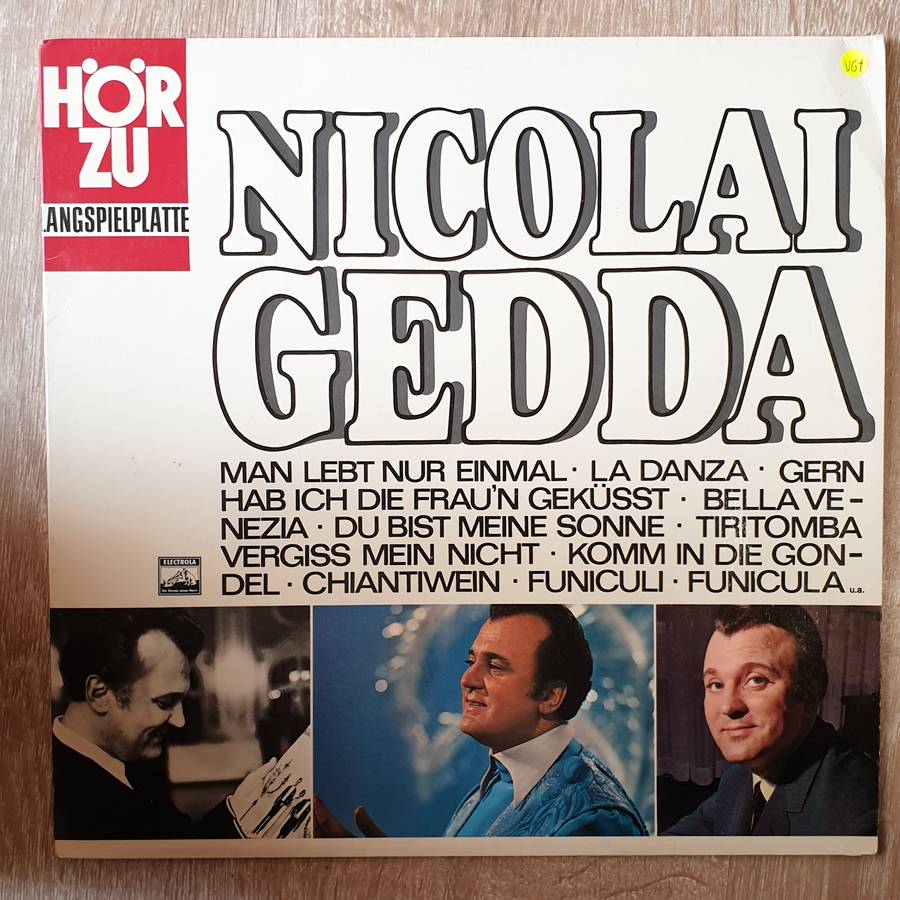 HÖR
ZU
LANGSPIELPLATTE
VG+
NICOLAI
GEDDA
MAN LEBT NUR EINMAL · LA DANZA · GERN
HAB ICH DIE FRAU'N GEKÜSST · BELLA VE-
NEZIA · DU BIST MEINE SONNE · TIRITOMBA
VERGISS MEIN NICHT · KOMM IN DIE GON-
DEL · CHIANTIWEIN · FUNICULI · FUNICULA u.a.
ELECTROLA